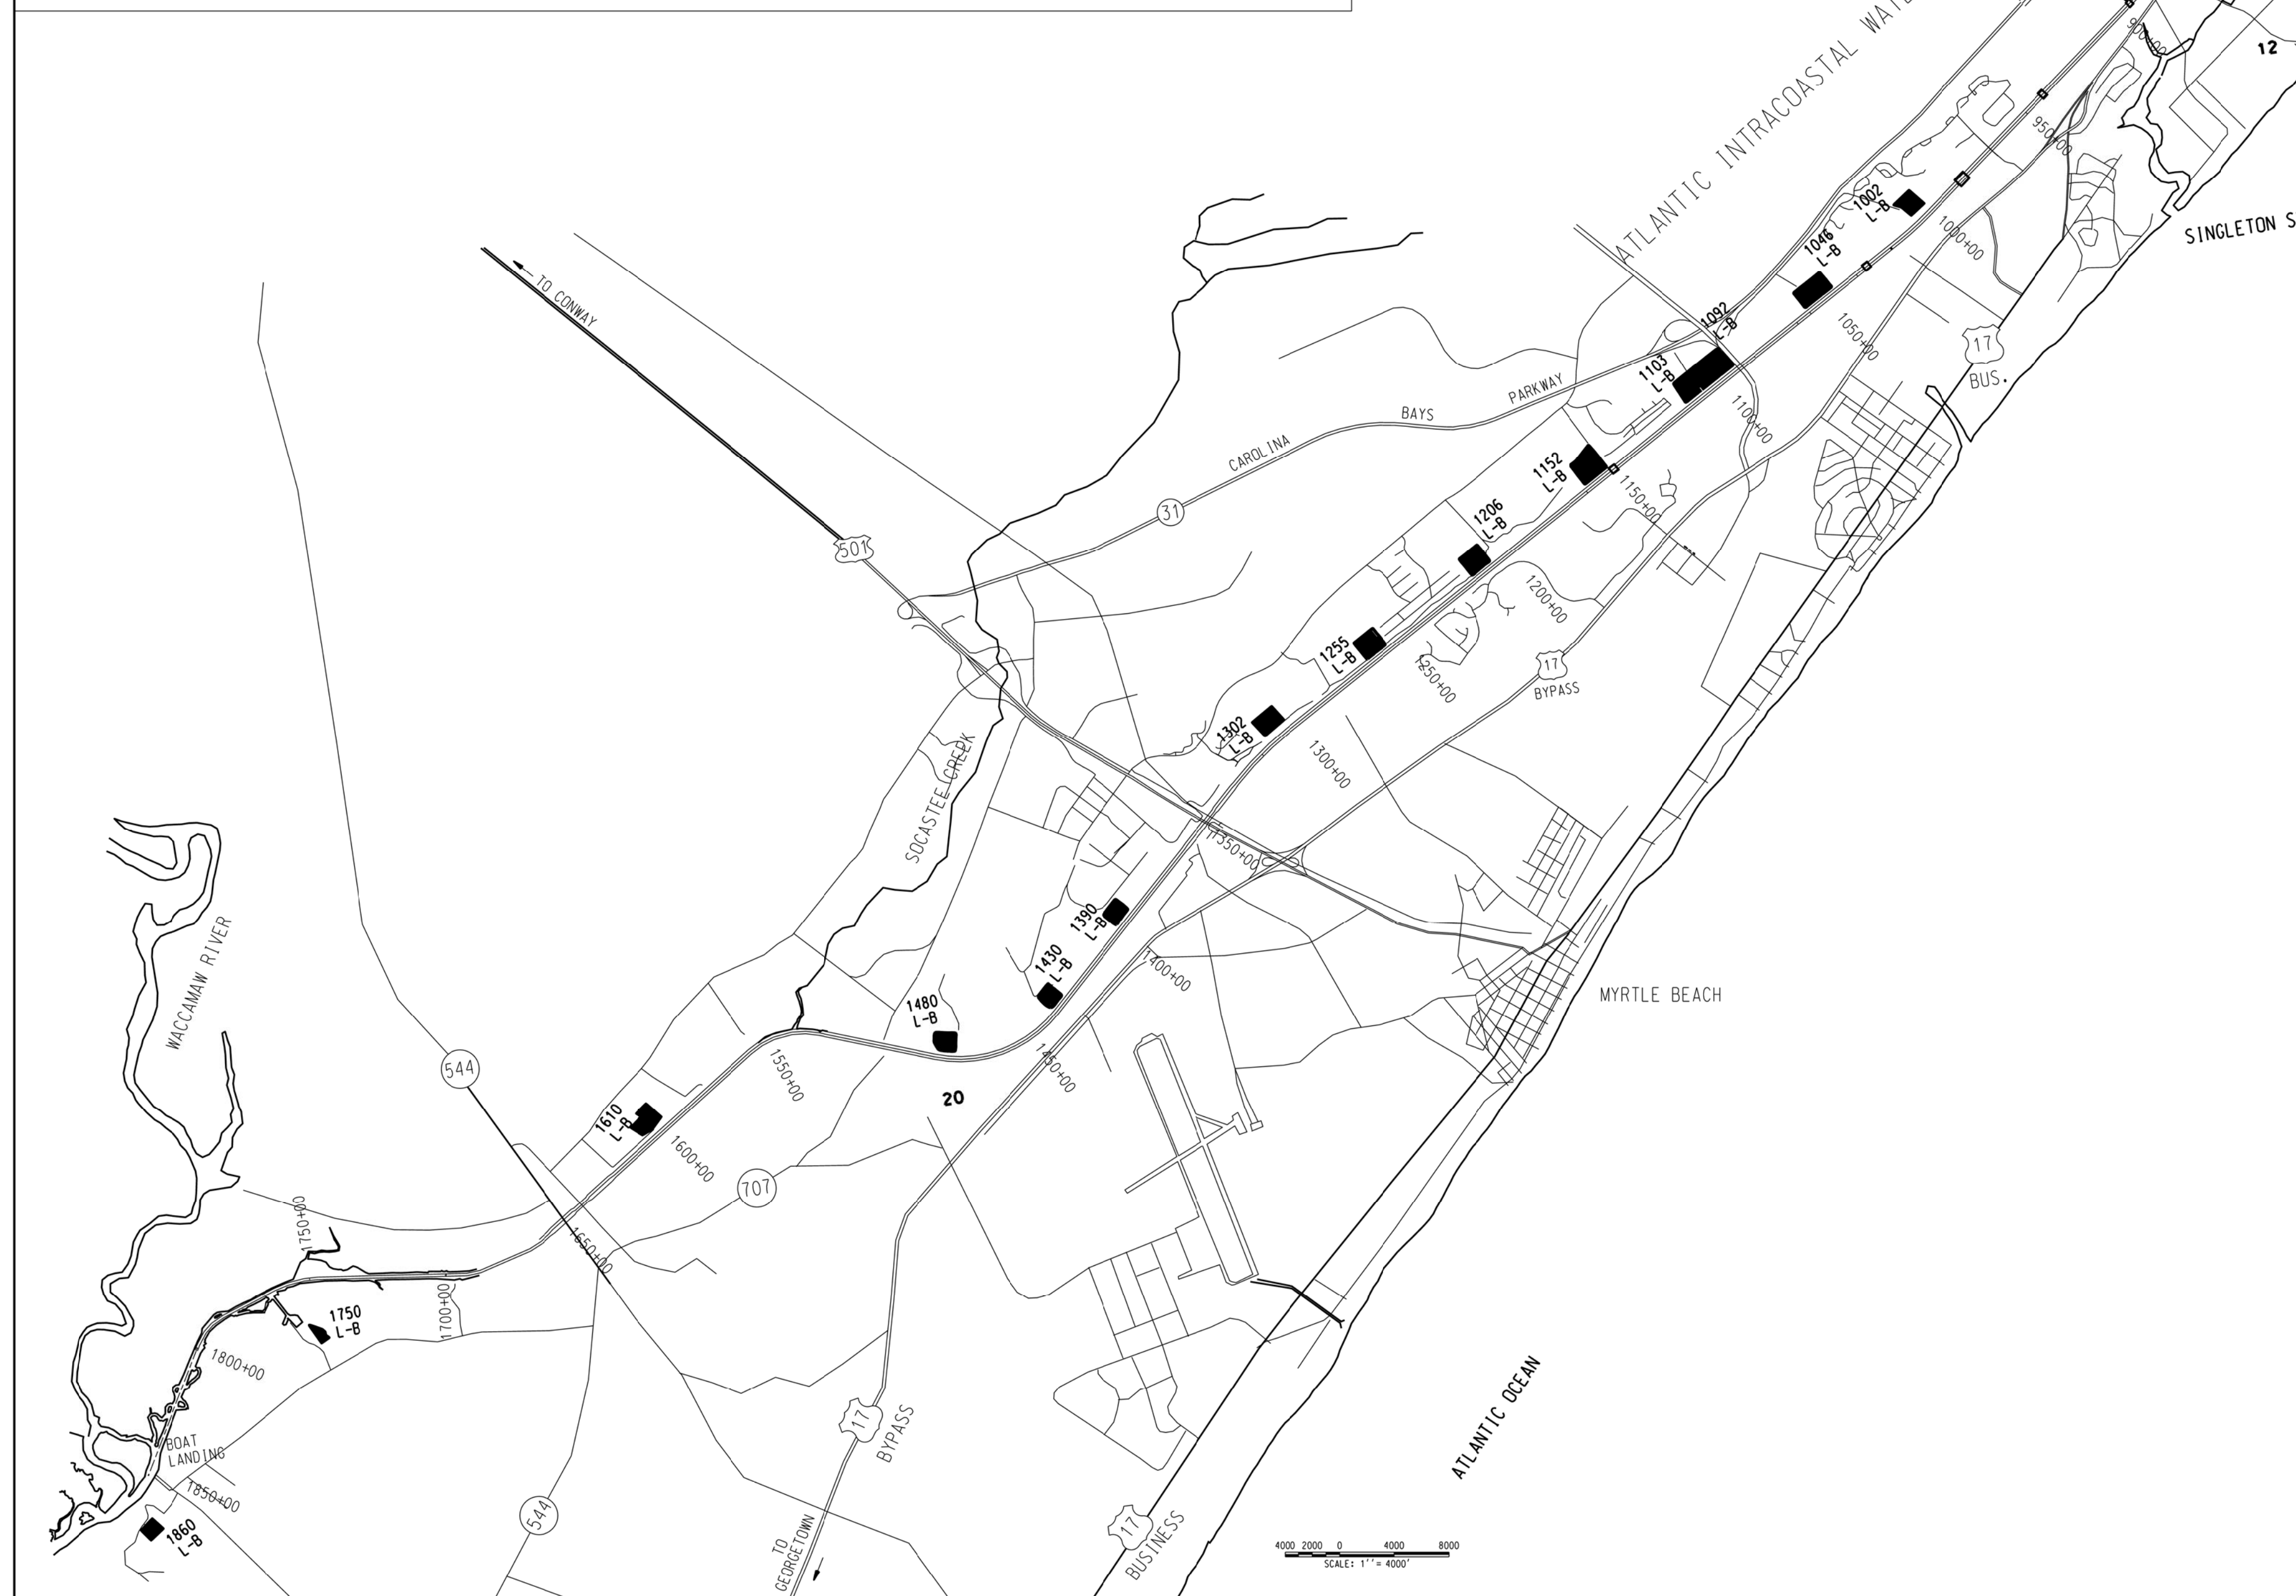 ATLANTIC INTRACOASTAL
900+00
12
950+00
1002
L-B
1000+00
SINGLETON
1046
L-B
1050+00
17
BUS.
1092
L-B
1103
L-B
1100+00
TO CONWAY
CAROLINA
BAYS
PARKWAY
31
501
1152
L-B
1150+00
1206
L-B
1200+00
1255
L-B
1250+00
17
BYPASS
1302
L-B
1300+00
1350+00
SOCASTEE CREEK
1390
L-B
1400+00
1430
L-B
1450+00
1480
L-B
MYRTLE BEACH
WACCAMAW RIVER
544
1550+00
20
1610
L-B
1600+00
707
1650+00
1750+00
1700+00
1750
L-B
1800+00
17
BYPASS
ATLANTIC OCEAN
BOAT
LANDING
1850+00
1860
L-B
544
TO
GEORGETOWN
17
BUSINESS
4000 2000 0 4000 8000
SCALE: 1''= 4000'